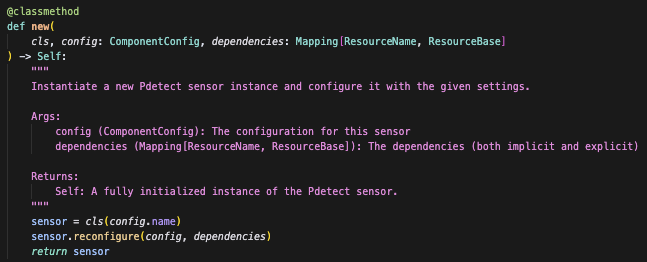 @classmethod
def new(
    cls, config: ComponentConfig, dependencies: Mapping[ResourceName, ResourceBase]
) -> Self:
    """
    Instantiate a new Pdetect sensor instance and configure it with the given settings.

    Args:
        config (ComponentConfig): The configuration for this sensor
        dependencies (Mapping[ResourceName, ResourceBase]): The dependencies (both implicit and explicit)

    Returns:
        Self: A fully initialized instance of the Pdetect sensor.
    """
    sensor = cls(config.name)
    sensor.reconfigure(config, dependencies)
    return sensor